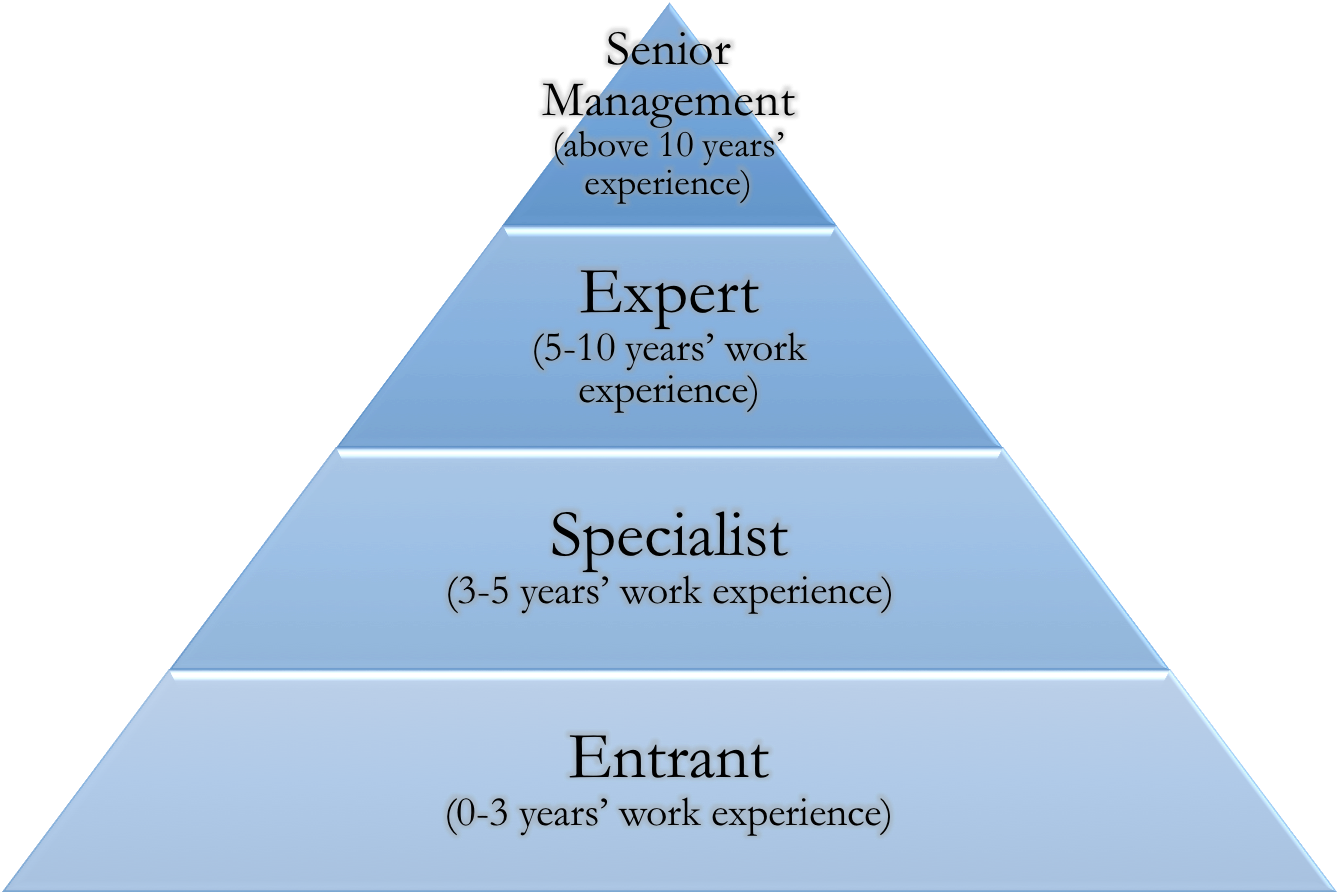 Senior
Management
(above 10 years’
experience)
Expert
(5-10 years’ work
experience)
Specialist
(3-5 years’ work experience)
Entrant
(0-3 years’ work experience)